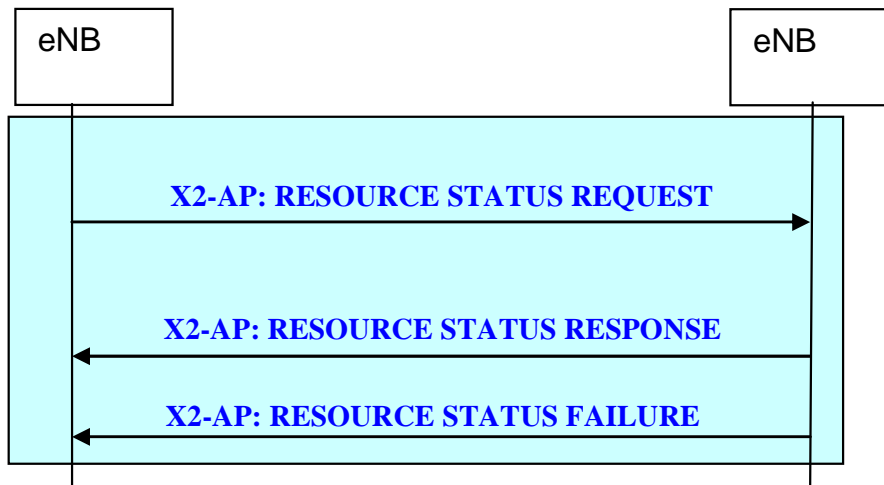 eNB
eNB
X2-AP: RESOURCE STATUS REQUEST
X2-AP: RESOURCE STATUS RESPONSE
X2-AP: RESOURCE STATUS FAILURE